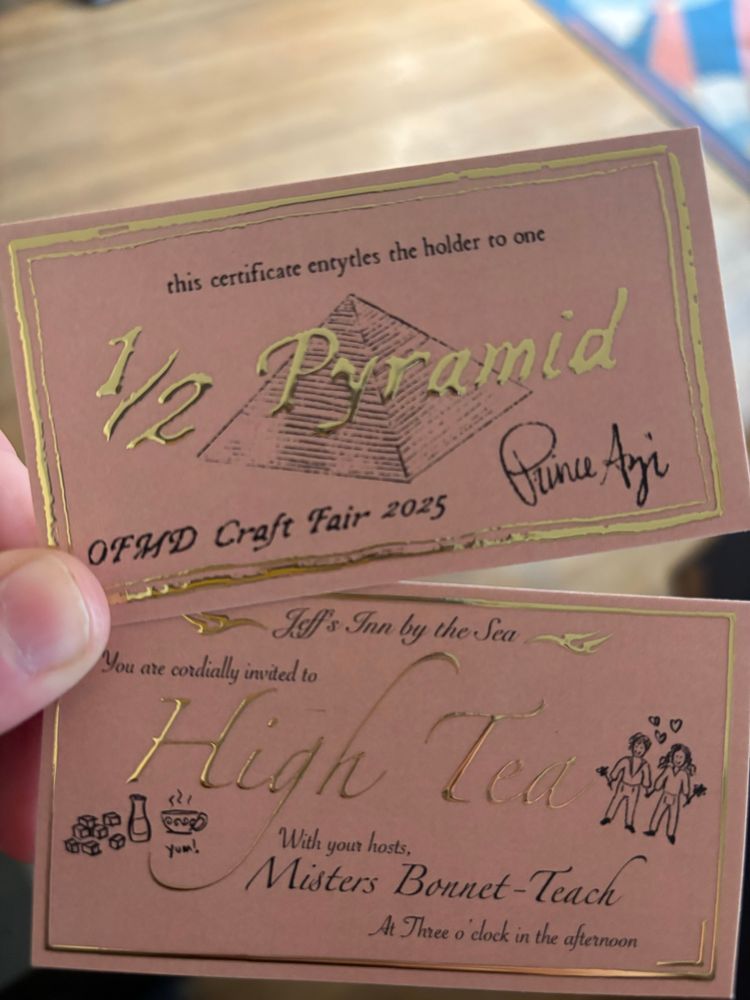 this certificate entytles the holder to one
1/2 Pyramid
Prince Azi
OFMD Craft Fair 2025
Jeff's Inn by the Sea
You are cordially invited to
High Tea
yum!
With your hosts,
Misters Bonnet-Teach
At Three o'clock in the afternoon